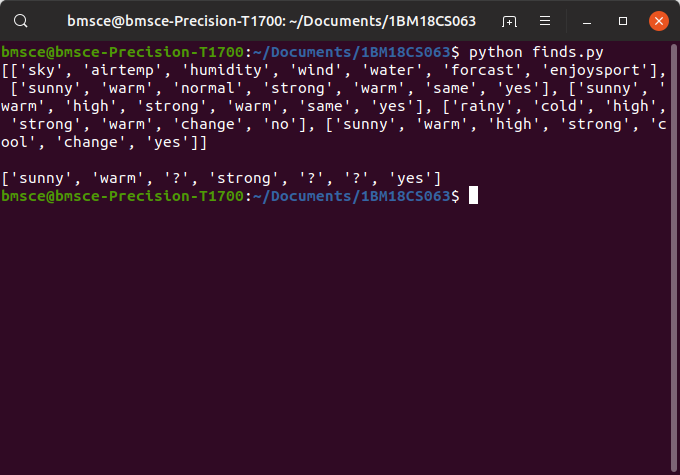 bmsce@bmsce-Precision-T1700: ~/Documents/1BM18CS063
bmsce@bmsce-Precision-T1700:~/Documents/1BM18CS063$ python finds.py
[['sky', 'airtemp', 'humidity', 'wind', 'water', 'forcast', 'enjoysport'],
 ['sunny', 'warm', 'normal', 'strong', 'warm', 'same', 'yes'], ['sunny', '
warm', 'high', 'strong', 'warm', 'same', 'yes'], ['rainy', 'cold', 'high',
 'strong', 'warm', 'change', 'no'], ['sunny', 'warm', 'high', 'strong', 'c
ool', 'change', 'yes']]
['sunny', 'warm', '?', 'strong', '?', '?', 'yes']
bmsce@bmsce-Precision-T1700:~/Documents/1BM18CS063$